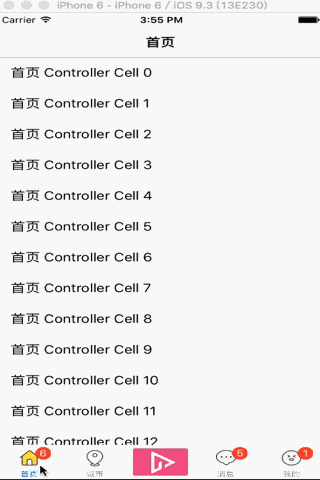 iPhone 6 - iPhone 6 / iOS 9.3 (13E230)
Carrier 3:55 PM
首页
首页 Controller Cell 0
首页 Controller Cell 1
首页 Controller Cell 2
首页 Controller Cell 3
首页 Controller Cell 4
首页 Controller Cell 5
首页 Controller Cell 6
首页 Controller Cell 7
首页 Controller Cell 8
首页 Controller Cell 9
首页 Controller Cell 10
首页 Controller Cell 11
首页 Controller Cell 12
6 5 1
首页 消息 我的